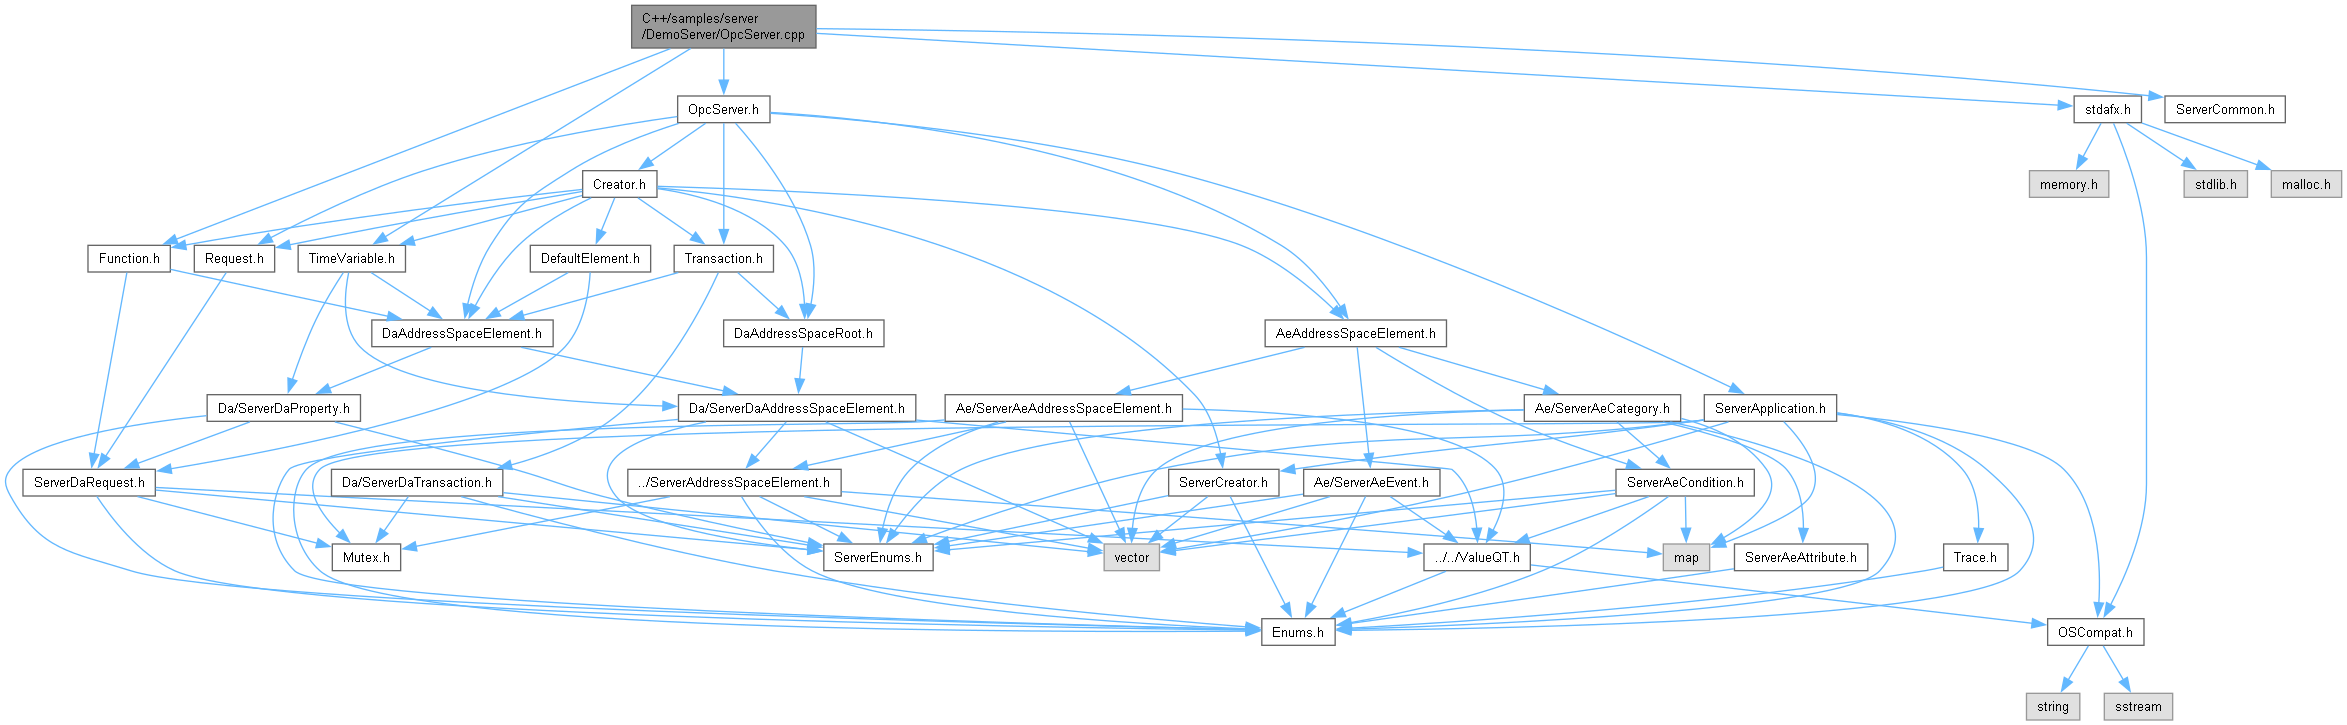 C++/samples/server
/DemoServer/OpcServer.cpp
OpcServer.h
stdafx.h
ServerCommon.h
Creator.h
memory.h
stdlib.h
malloc.h
Function.h
Request.h
TimeVariable.h
DefaultElement.h
Transaction.h
DaAddressSpaceElement.h
DaAddressSpaceRoot.h
AeAddressSpaceElement.h
Da/ServerDaProperty.h
Da/ServerDaAddressSpaceElement.h
Ae/ServerAeAddressSpaceElement.h
Ae/ServerAeCategory.h
ServerApplication.h
ServerDaRequest.h
Da/ServerDaTransaction.h
../ServerAddressSpaceElement.h
ServerCreator.h
Ae/ServerAeEvent.h
ServerAeCondition.h
Mutex.h
ServerEnums.h
vector
../../ValueQT.h
map
ServerAeAttribute.h
Trace.h
Enums.h
OSCompat.h
string
sstream